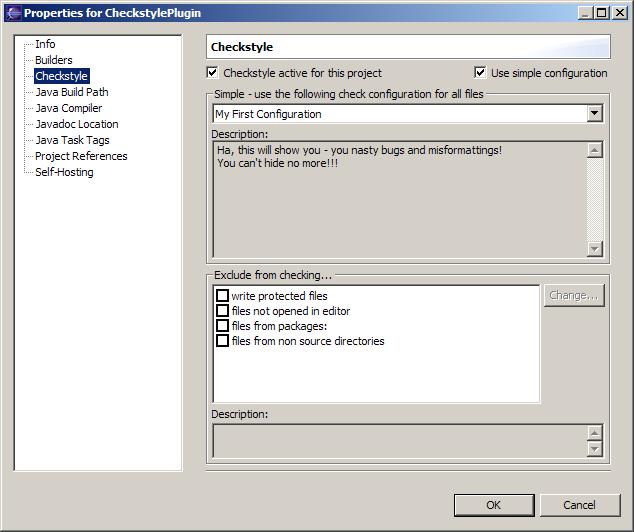 Properties for CheckstylePlugin
Info
Builders
Checkstyle
Java Build Path
Java Compiler
Javadoc Location
Java Task Tags
Project References
Self-Hosting
Checkstyle
Checkstyle active for this project
Use simple configuration
Simple - use the following check configuration for all files
My First Configuration
Description:
Ha, this will show you - you nasty bugs and misformattings!
You can't hide no more!!!
Exclude from checking...
write protected files
files not opened in editor
files from packages:
files from non source directories
Change...
Description:
OK
Cancel